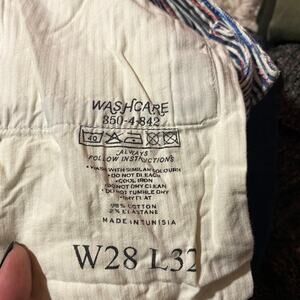 WASHCARE
850-4-842
40
ALWAYS
FOLLOW INSTRUCTIONS
•WASH WITH SIMILAR COLOURS
•DO NOT BLEACH
•COOL IRON
•DO NOT DRY CLEAN
•DO NOT TUMBLE DRY
•DRY FLAT
98% COTTON
2% ELASTANE
MADE IN TUNISIA
W28 L32